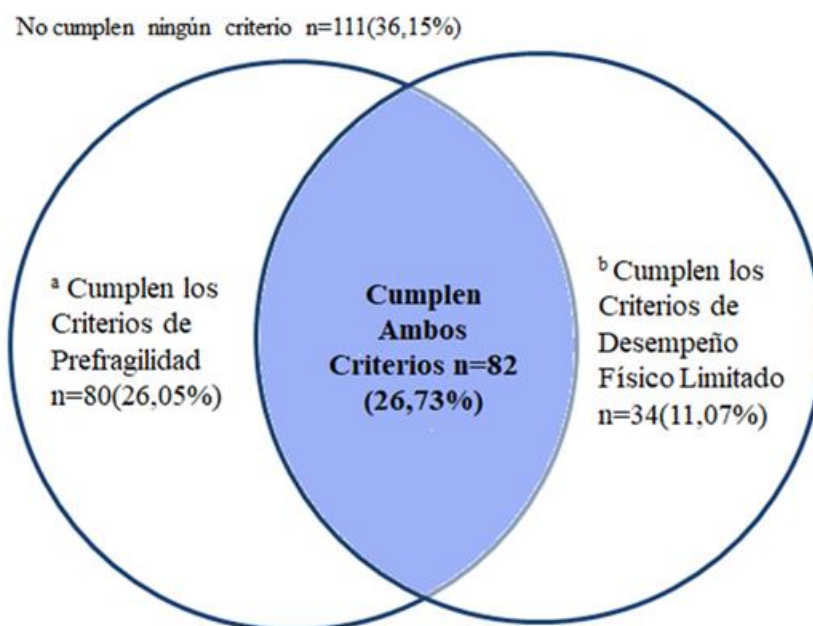 No cumplen ningún criterio n=111(36,15%)
ᵃ Cumplen los
Criterios de
Prefragilidad
n=80(26,05%)
Cumplen
Ambos
Criterios n=82
(26,73%)
ᵇ Cumplen los
Criterios de
Desempeño
Físico Limitado
n=34(11,07%)